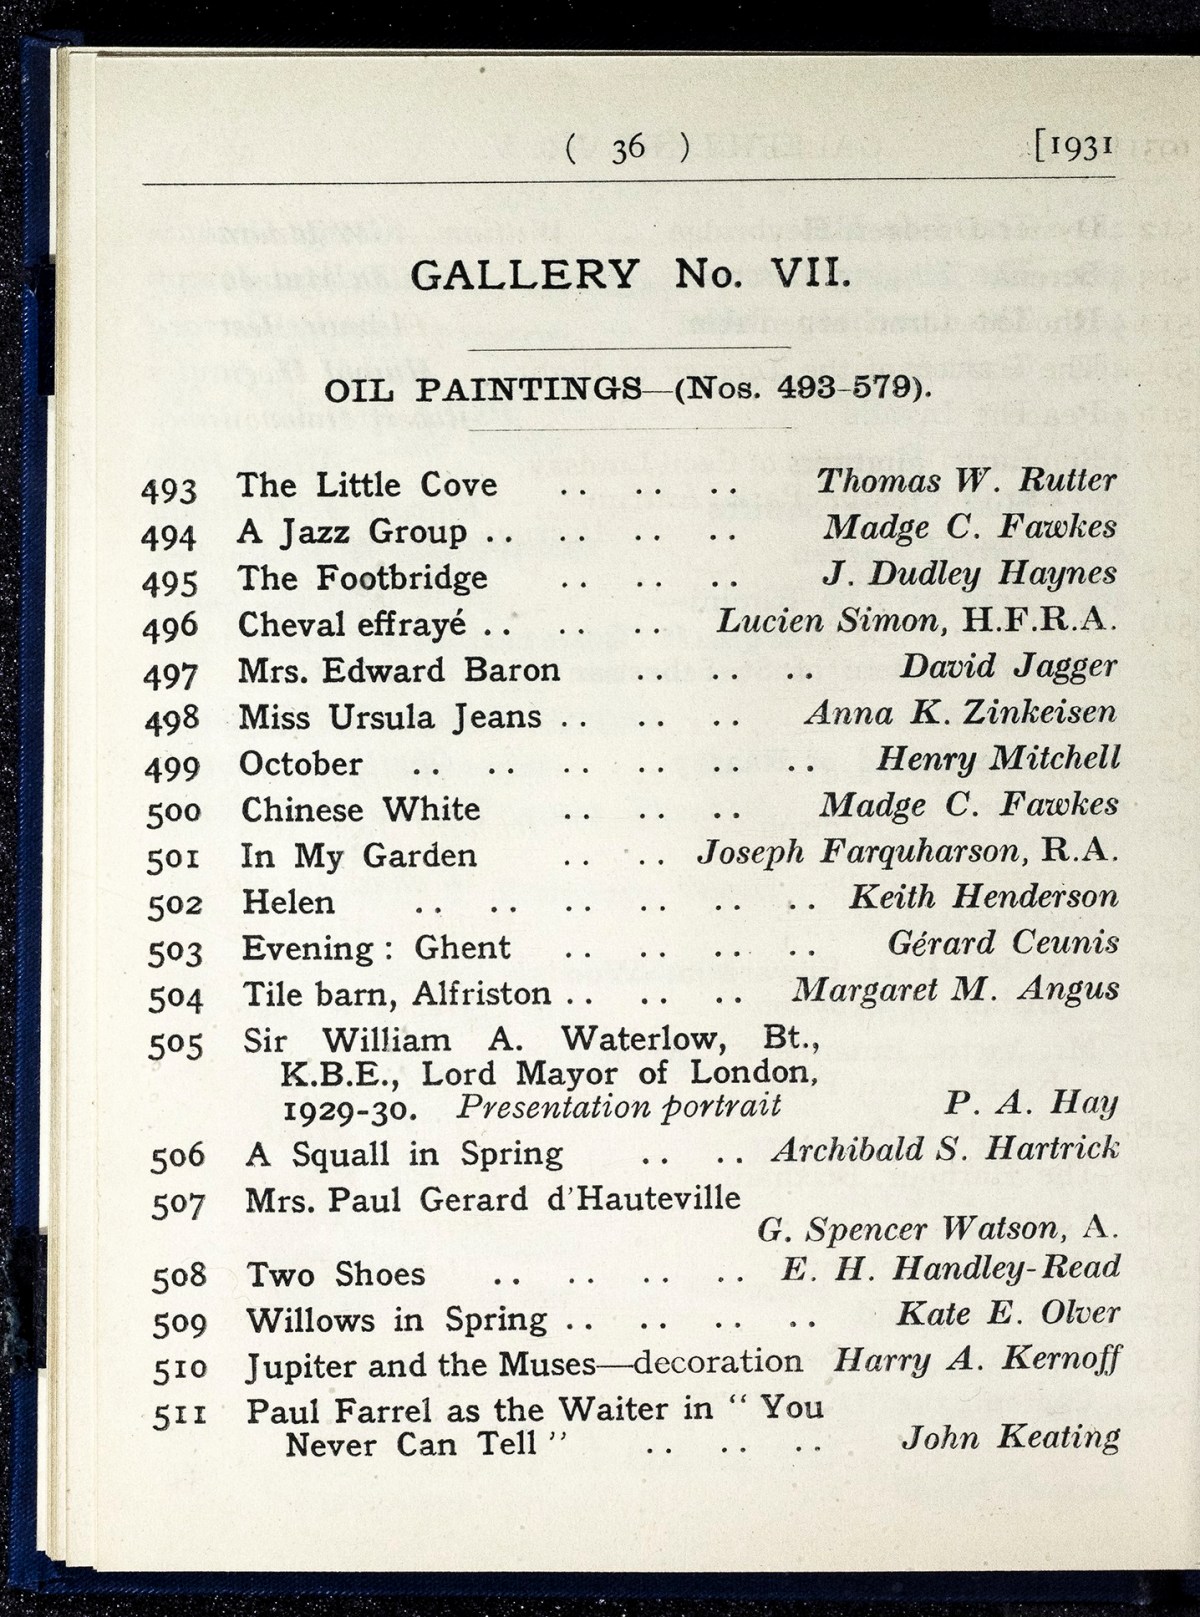 ( 36 ) [1931
GALLERY No. VII.
OIL PAINTINGS—(Nos. 493-579).
493 The Little Cove .. .. .. Thomas W. Rutter
494 A Jazz Group .. .. .. .. Madge C. Fawkes
495 The Footbridge .. .. .. J. Dudley Haynes
496 Cheval effrayé .. .. .. Lucien Simon, H.F.R.A.
497 Mrs. Edward Baron .. .. .. David Jagger
498 Miss Ursula Jeans .. .. .. Anna K. Zinkeisen
499 October .. .. .. .. .. .. Henry Mitchell
500 Chinese White .. .. .. Madge C. Fawkes
501 In My Garden .. .. Joseph Farquharson, R.A.
502 Helen .. .. .. .. .. .. Keith Henderson
503 Evening : Ghent .. .. .. .. Gérard Ceunis
504 Tile barn, Alfriston .. .. .. Margaret M. Angus
505 Sir William A. Waterlow, Bt.,
K.B.E., Lord Mayor of London,
1929-30. Presentation portrait P. A. Hay
506 A Squall in Spring .. .. Archibald S. Hartrick
507 Mrs. Paul Gerard d'Hauteville
G. Spencer Watson, A.
508 Two Shoes .. .. .. .. E. H. Handley-Read
509 Willows in Spring .. .. .. .. Kate E. Olver
510 Jupiter and the Muses—decoration Harry A. Kernoff
511 Paul Farrel as the Waiter in “ You
Never Can Tell ” .. .. .. John Keating